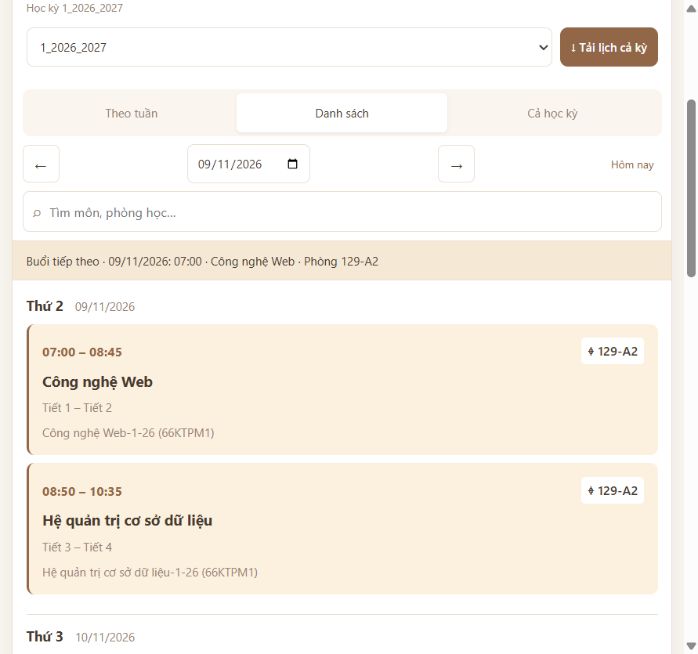 Học kỳ 1_2026_2027
1_2026_2027
↓ Tải lịch cả kỳ
Theo tuần
Danh sách
Cả học kỳ
←
09/11/2026
→
Hôm nay
⌕ Tìm môn, phòng học...
Buổi tiếp theo · 09/11/2026: 07:00 · Công nghệ Web · Phòng 129-A2
Thứ 2 09/11/2026
07:00 – 08:45
⌖ 129-A2
Công nghệ Web
Tiết 1 – Tiết 2
Công nghệ Web-1-26 (66KTPM1)
08:50 – 10:35
⌖ 129-A2
Hệ quản trị cơ sở dữ liệu
Tiết 3 – Tiết 4
Hệ quản trị cơ sở dữ liệu-1-26 (66KTPM1)
Thứ 3 10/11/2026